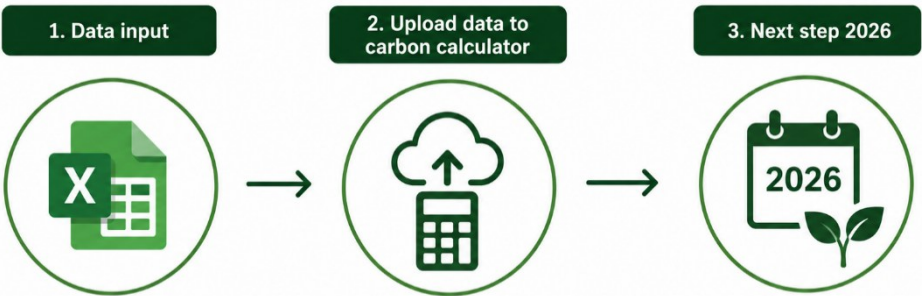 1. Data input
2. Upload data to
carbon calculator
3. Next step 2026
X
2026